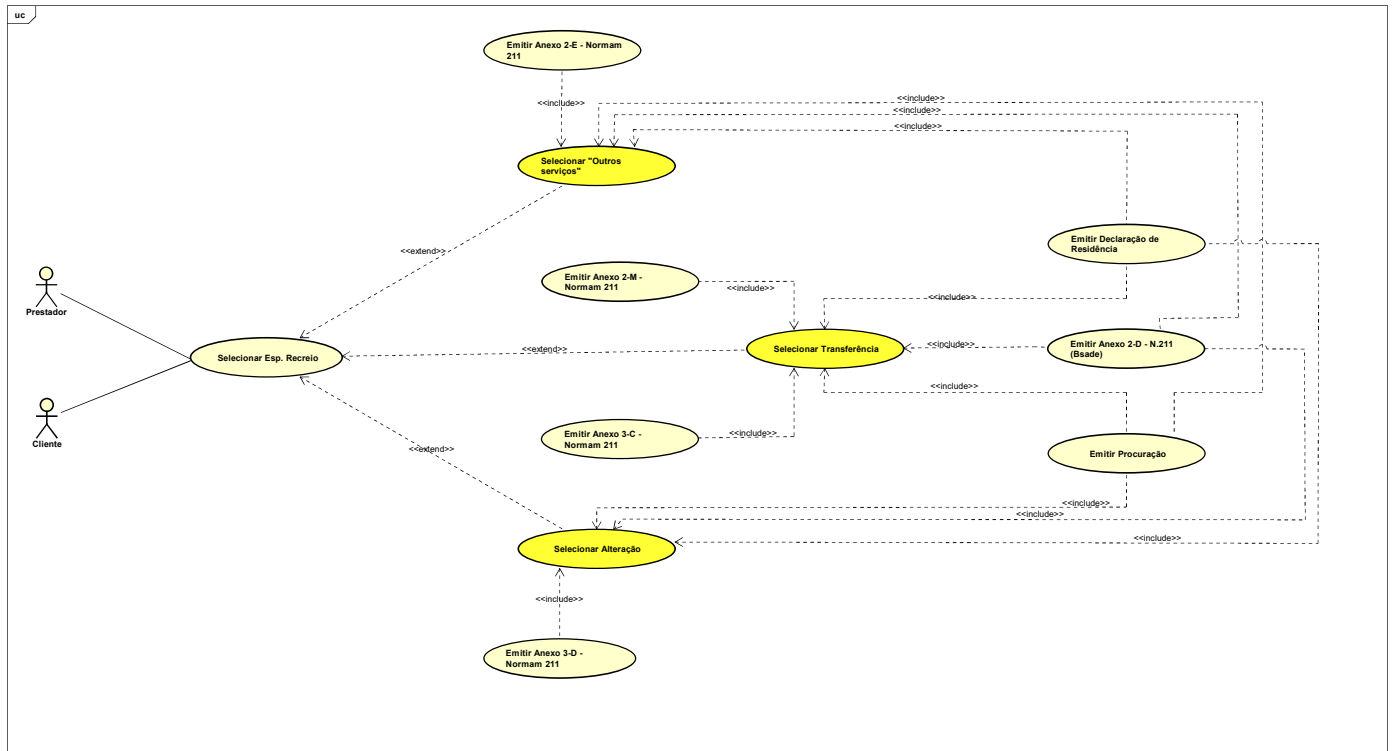 uc
Emitir Anexo 2-E - Normam
211
<<include>>
<<include>>
<<include>>
<<include>>
Selecionar "Outros
serviços"
<<extend>>
Emitir Declaração de
Residência
Emitir Anexo 2-M -
Normam 211
<<include>>
<<include>>
Prestador
Selecionar Esp. Recreio
<<extend>>
Selecionar Transferência
<<include>>
Emitir Anexo 2-D - N.211
(Bsade)
<<include>>
Cliente
Emitir Anexo 3-C -
Normam 211
<<include>>
<<extend>>
Emitir Procuração
<<include>>
<<include>>
<<include>>
Selecionar Alteração
<<include>>
Emitir Anexo 3-D -
Normam 211